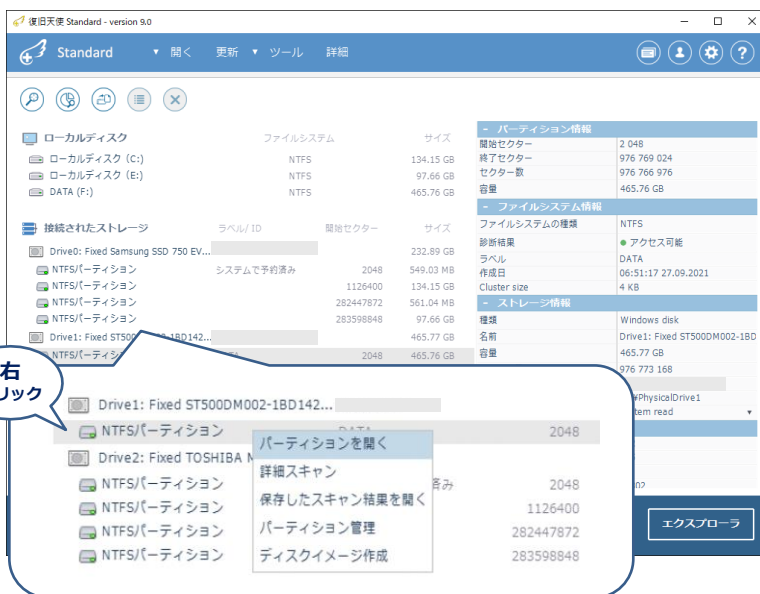 復旧天使 Standard - version 9.0
Standard ▼ 開く 更新 ▼ ツール 詳細
ローカルディスク ファイルシステム サイズ
ローカルディスク (C:) NTFS 134.15 GB
ローカルディスク (E:) NTFS 97.66 GB
DATA (F:) NTFS 465.76 GB
接続されたストレージ ラベル/ ID 開始セクター サイズ
Drive0: Fixed Samsung SSD 750 EV... 232.89 GB
NTFSパーティション システムで予約済み 2048 549.03 MB
NTFSパーティション 1126400 134.15 GB
NTFSパーティション 282447872 561.04 MB
NTFSパーティション 283598848 97.66 GB
Drive1: Fixed 1BD142... 465.77 GB
NTFSパーティション 2048 465.76 GB
- パーティション情報
開始セクター 2 048
終了セクター 976 769 024
セクター数 976 766 976
容量 465.76 GB
- ファイルシステム情報
ファイルシステムの種類 NTFS
診断結果 ● アクセス可能
ラベル DATA
作成日 06:51:17 27.09.2021
Cluster size 4 KB
- ストレージ情報
種類 Windows disk
名前 Drive1: Fixed ST500DM002-1BD
容量 465.77 GB
976 773 168
PhysicalDrive1
read ▼
右
リック
Drive1: Fixed ST500DM002-1BD142...
NTFSパーティション 2048
Drive2: Fixed TOSHIBA
NTFSパーティション 済み 2048
NTFSパーティション 1126400
NTFSパーティション 282447872
NTFSパーティション 283598848
パーティションを開く
詳細スキャン
保存したスキャン結果を開く
パーティション管理
ディスクイメージ作成
エクスプローラ